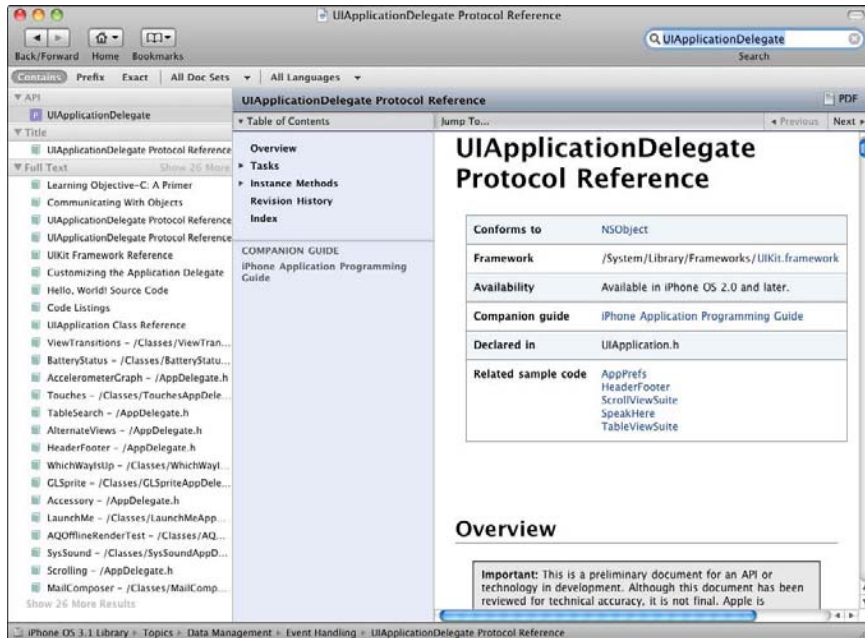 UIApplicationDelegate Protocol Reference
UIApplicationDelegate
Back/Forward Home Bookmarks
Search
Contains Prefix Exact All Doc Sets All Languages
API
UIApplicationDelegate
Title
UIApplicationDelegate Protocol Reference
Full Text Show 26 More
Learning Objective-C: A Primer
Communicating With Objects
UIApplicationDelegate Protocol Reference
UIApplicationDelegate Protocol Reference
UIKit Framework Reference
Customizing the Application Delegate
Hello, World! Source Code
Code Listings
UIApplication Class Reference
ViewTransitions – /Classes/ViewTran...
BatteryStatus – /Classes/BatteryStatu...
AccelerometerGraph – /AppDelegate.h
Touches – /Classes/TouchesAppDele...
TableSearch – /AppDelegate.h
AlternateViews – /AppDelegate.h
HeaderFooter – /AppDelegate.h
WhichWayIsUp – /Classes/WhichWayI...
GLSprite – /Classes/GLSpriteAppDele...
Accessory – /AppDelegate.h
LaunchMe – /Classes/LaunchMeApp...
AQOfflineRenderTest – /Classes/AQ...
SysSound – /Classes/SysSoundAppD...
Scrolling – /AppDelegate.h
MailComposer – /Classes/MailComp...
Show 26 More Results
UIApplicationDelegate Protocol Reference PDF
Table of Contents
Jump To... Previous Next
Overview
Tasks
Instance Methods
Revision History
Index
COMPANION GUIDE
iPhone Application Programming
Guide
UIApplicationDelegate
Protocol Reference
Conforms to NSObject
Framework /System/Library/Frameworks/UIKit.framework
Availability Available in iPhone OS 2.0 and later.
Companion guide iPhone Application Programming Guide
Declared in UIApplication.h
Related sample code AppPrefs
HeaderFooter
ScrollViewSuite
SpeakHere
TableViewSuite
Overview
Important: This is a preliminary document for an API or
technology in development. Although this document has been
reviewed for technical accuracy, it is not final. Apple is
iPhone OS 3.1 Library Topics Data Management Event Handling UIApplicationDelegate Protocol Reference